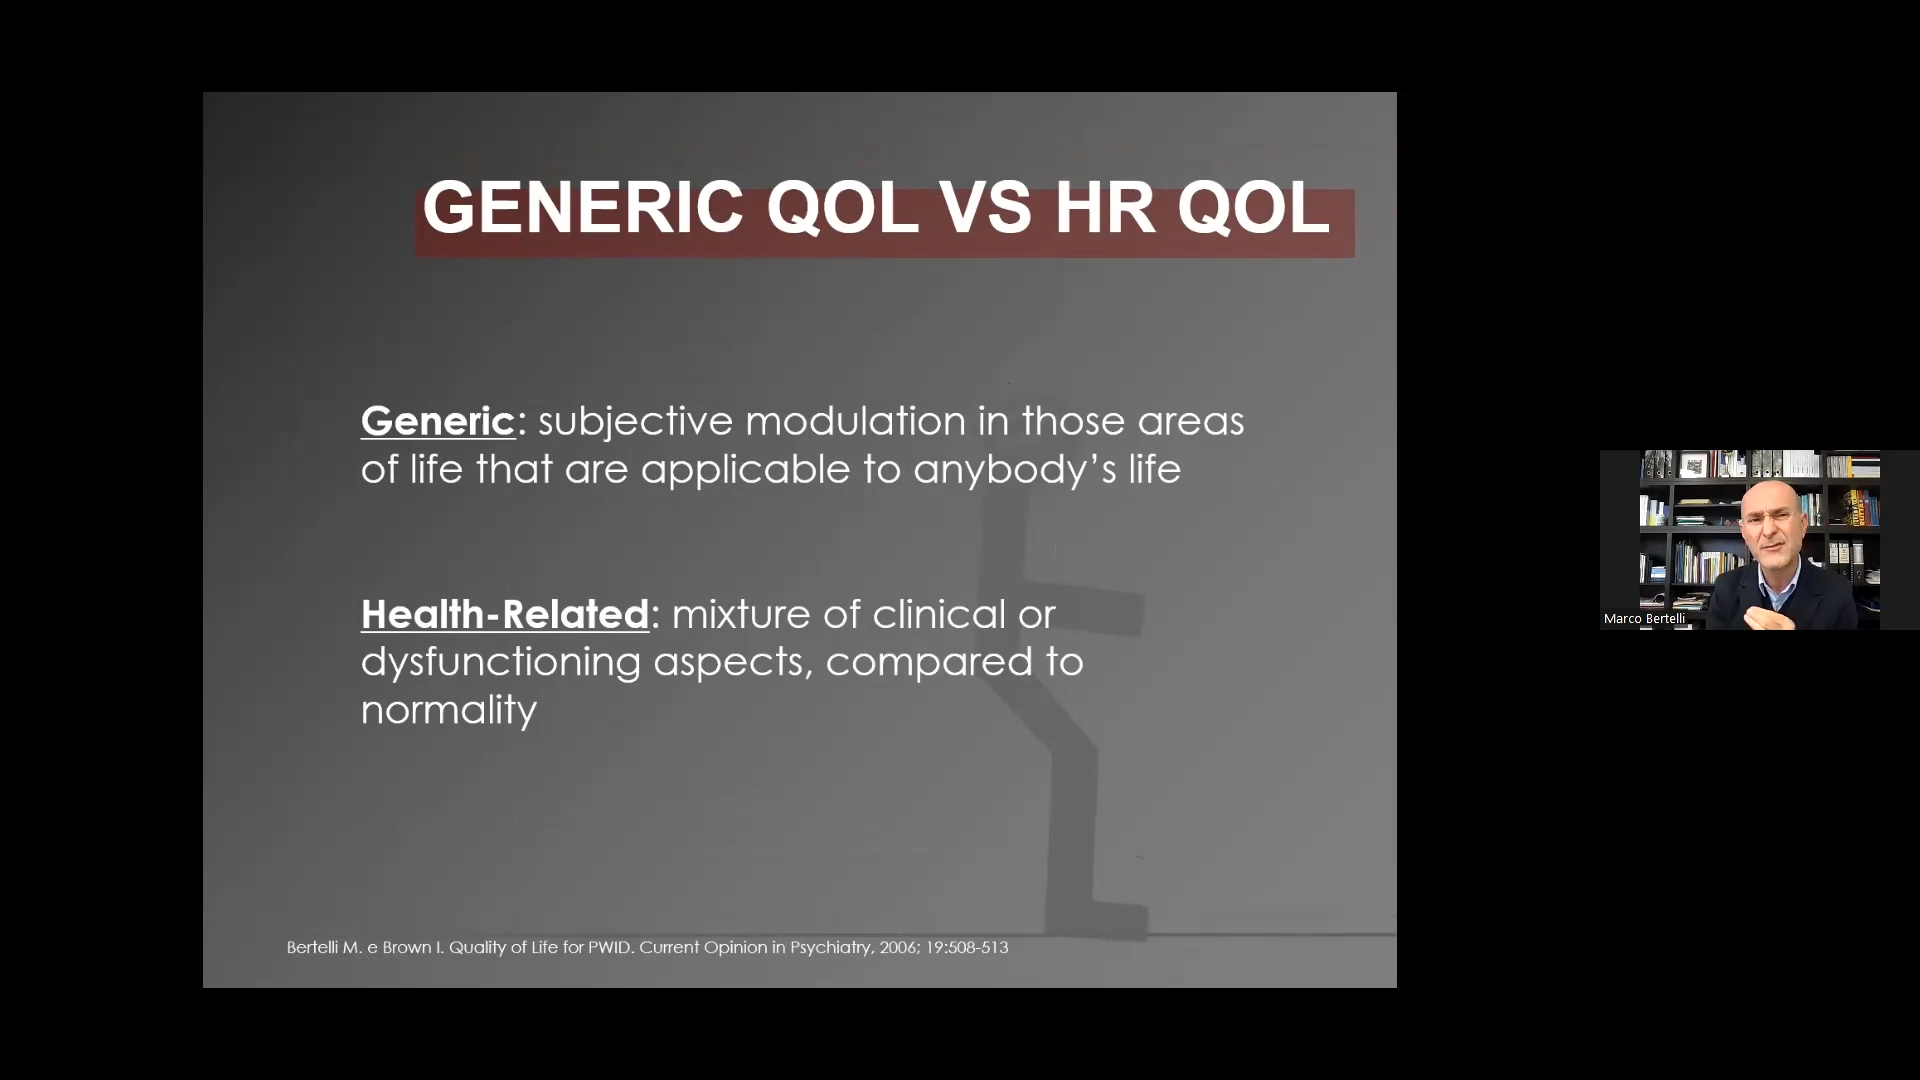 GENERIC QOL VS HR QOL
Generic: subjective modulation in those areas
of life that are applicable to anybody’s life
Health-Related: mixture of clinical or
dysfunctioning aspects, compared to
normality
Bertelli M. e Brown I. Quality of Life for PWID. Current Opinion in Psychiatry, 2006; 19:508-513
Marco Bertelli